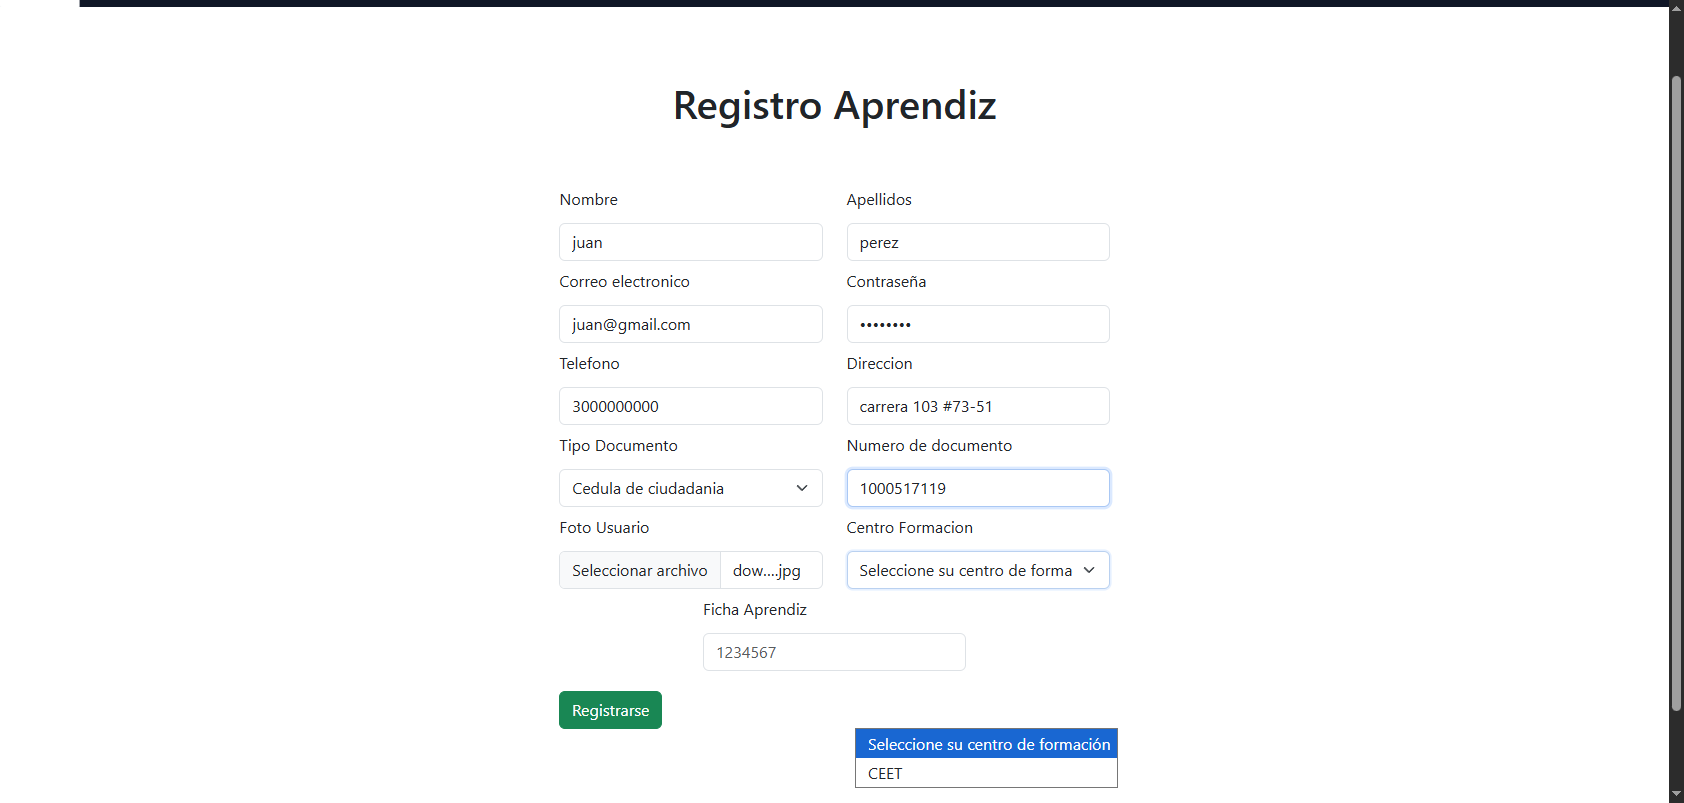 Registro Aprendiz
Nombre
Apellidos
juan
perez
Correo electronico
Contraseña
juan@gmail.com
••••••••
Telefono
Direccion
3000000000
carrera 103 #73-51
Tipo Documento
Numero de documento
Cedula de ciudadania
1000517119
Foto Usuario
Centro Formacion
Seleccionar archivo
dow....jpg
Seleccione su centro de forma
Ficha Aprendiz
1234567
Registrarse
Seleccione su centro de formación
CEET